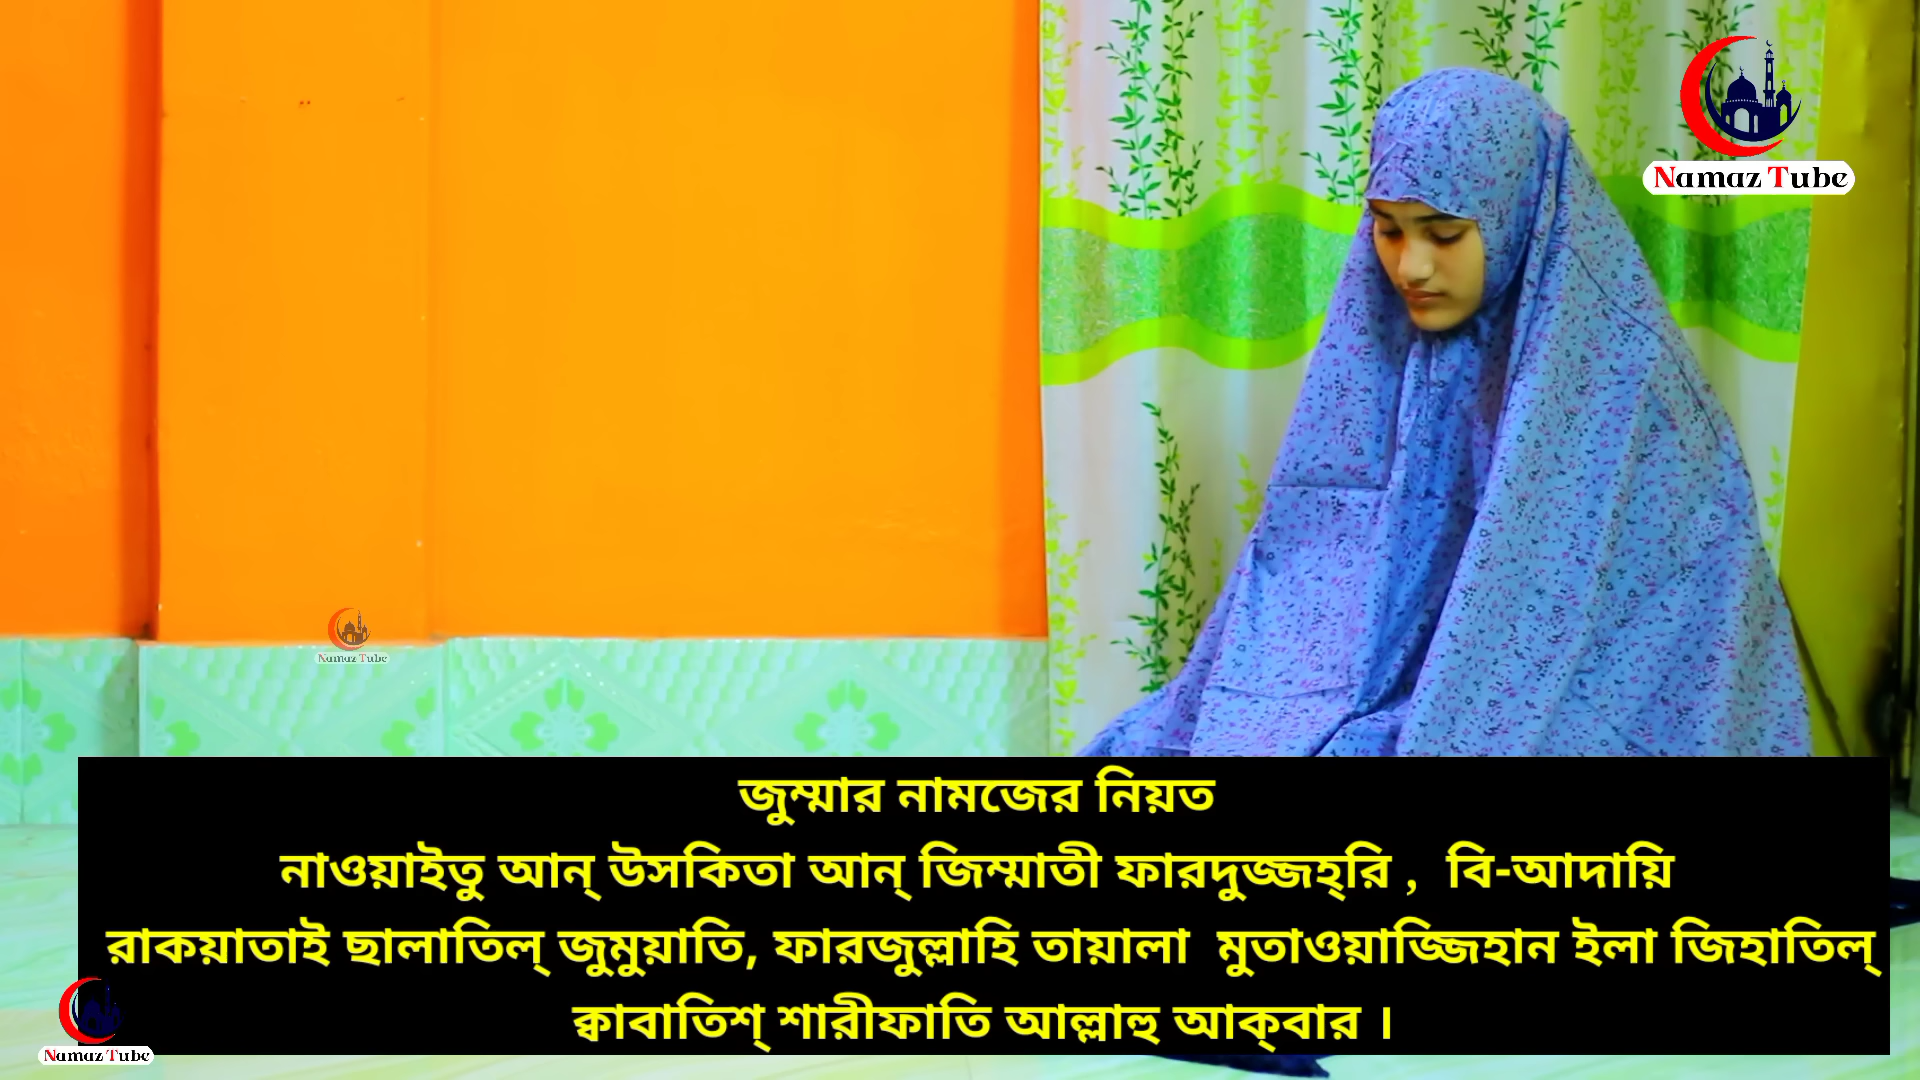 Namaz Tube
Namaz Tube
জুম্মার নামজের নিয়ত
নাওয়াইতু আন্ উসকিতা আন্ জিম্মাতী ফারদুজ্জহ্‌রি , বি-আদায়ি
রাকয়াতাই ছালাতিল্ জুমুয়াতি, ফারজুল্লাহি তায়ালা মুতাওয়াজ্জিহান ইলা জিহাতিল্
ক্বাবাতিশ্ শারীফাতি আল্লাহু আক্‌বার ।
Namaz Tube